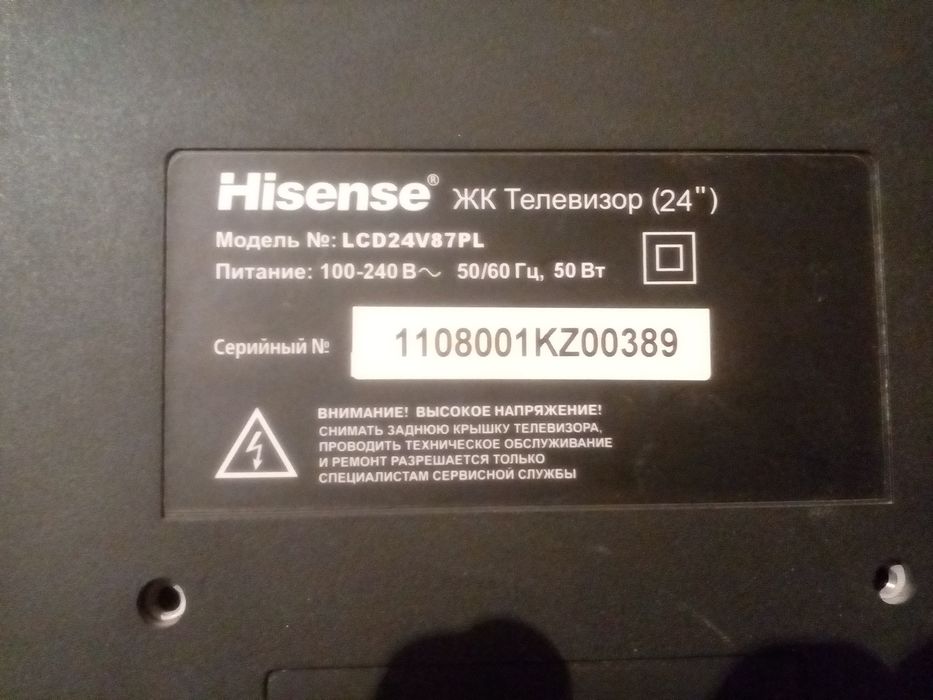 Hisense® ЖК Телевизор (24")
Модель №: LCD24V87PL
Питание: 100-240 В～ 50/60 Гц, 50 Вт
Серийный № 1108001KZ00389
ВНИМАНИЕ! ВЫСОКОЕ НАПРЯЖЕНИЕ!
СНИМАТЬ ЗАДНЮЮ КРЫШКУ ТЕЛЕВИЗОРА,
ПРОВОДИТЬ ТЕХНИЧЕСКОЕ ОБСЛУЖИВАНИЕ
И РЕМОНТ РАЗРЕШАЕТСЯ ТОЛЬКО
СПЕЦИАЛИСТАМ СЕРВИСНОЙ СЛУЖБЫ